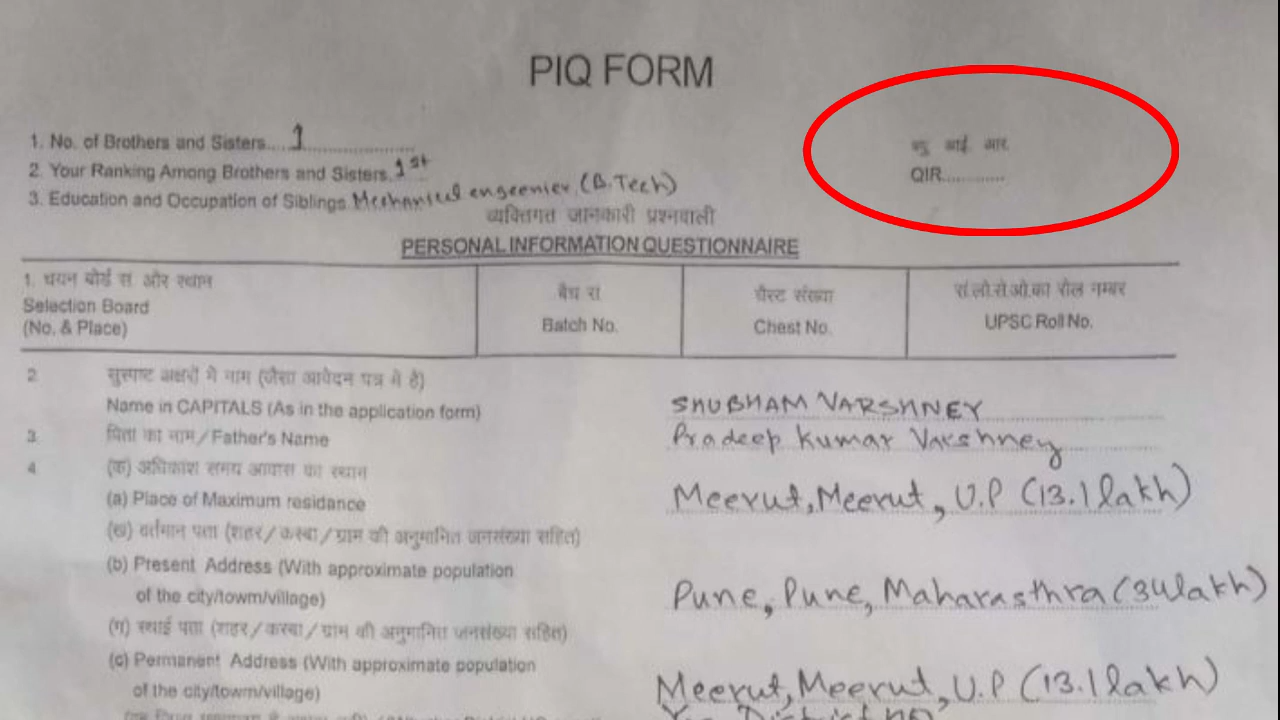 PIQ FORM
1. No. of Brothers and Sisters....1....................
2. Your Ranking Among Brothers and Sisters.1st
3. Education and Occupation of Siblings Mechanical engeenier (B.Tech)
क्यू आई आर.
QIR............
व्यक्तिगत जानकारी प्रश्नवाली
PERSONAL INFORMATION QUESTIONNAIRE
1. चयन बोर्ड स. और स्थान
Selection Board
(No. & Place)
बैच सं
Batch No.
चैस्ट संख्या
Chest No.
सं.लो.से.ओ.का रोल नम्बर
UPSC Roll No.
2 सुस्पष्ट अक्षरों में नाम (जैसा आवेदन पत्र में है)
Name in CAPITALS (As in the application form) SHUBHAM VARSHNEY
3. पिता का नाम / Father's Name Pradeep Kumar Varshney
4 (क) अधिकांश समय आवास का स्थान
(a) Place of Maximum residance Meerut, Meerut, U.P (13.1 lakh)
(ख) वर्तमान पता (शहर / कस्बा / ग्राम की अनुमानित जनसंख्या सहित)
(b) Present Address (With approximate population
of the city/town/village) Pune, Pune, Maharasthra (34 lakh)
(ग) स्थाई पता (शहर / कस्बा / ग्राम की अनुमानित जनसंख्या सहित)
(c) Permanent Address (With approximate population
of the city/town/village) Meerut, Meerut, U.P (13.1 lakh)